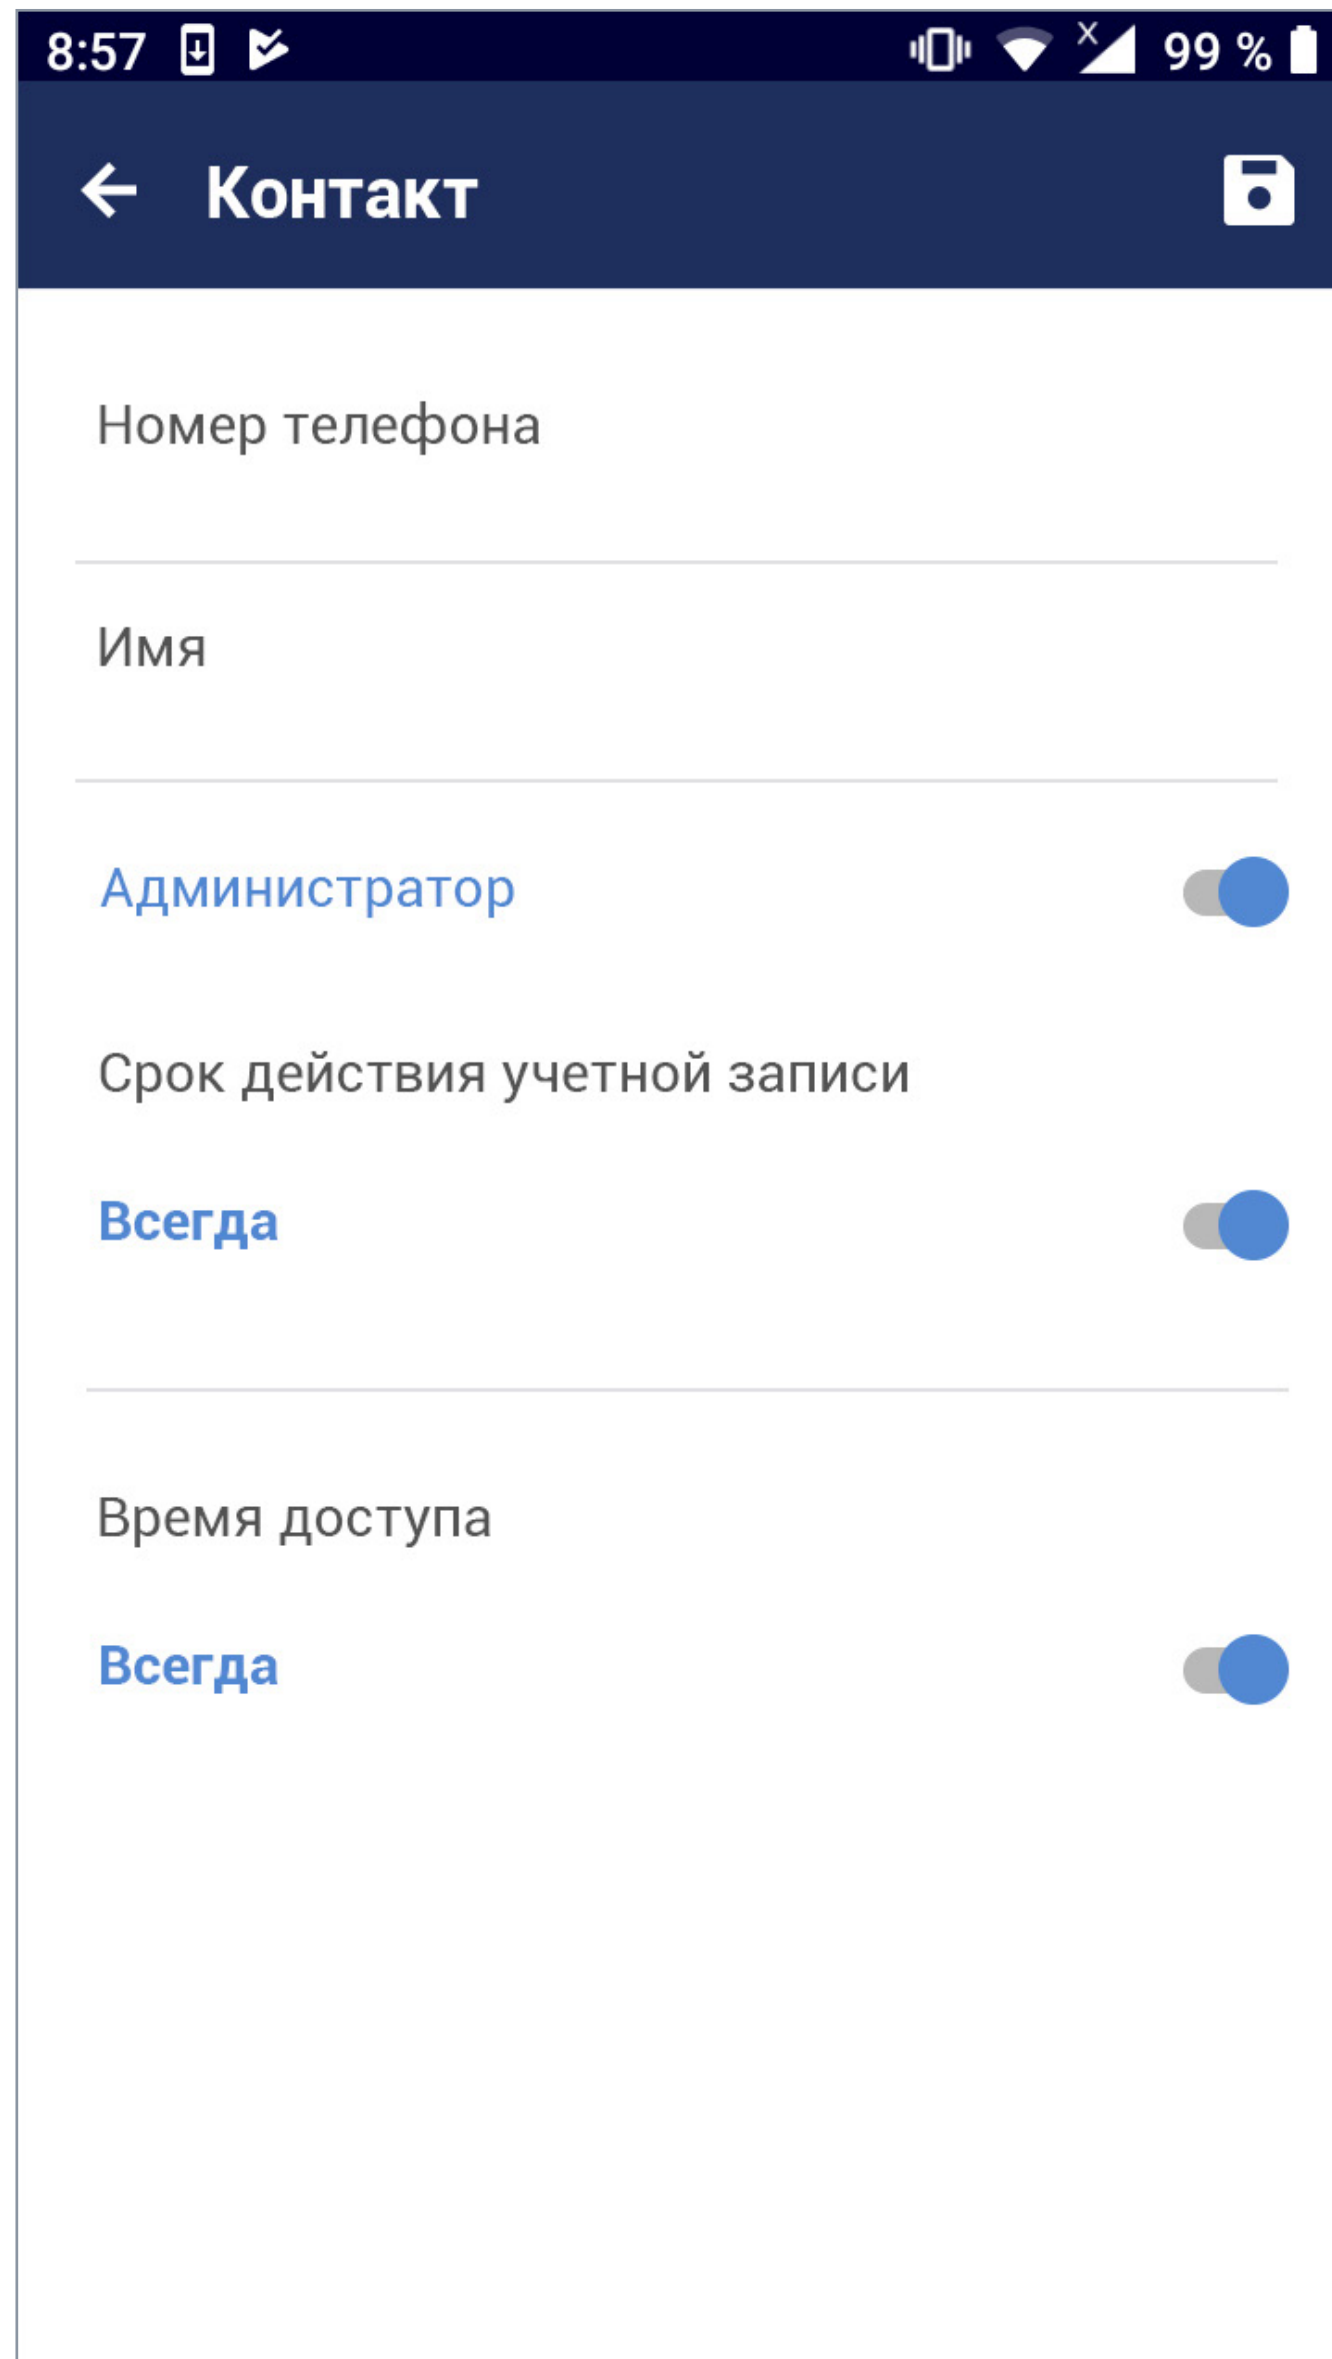 8:57 99 %
Контакт
Номер телефона
Имя
Администратор
Срок действия учетной записи
Всегда
Время доступа
Всегда